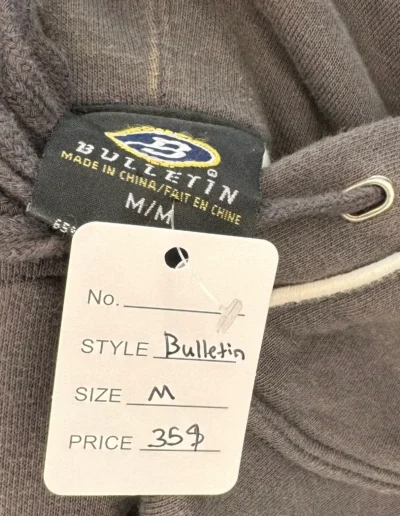 B
BULLETIN
MADE IN CHINA/FAIT EN CHINE
M/M
No.
STYLE Bulletin
SIZE M
PRICE 35$